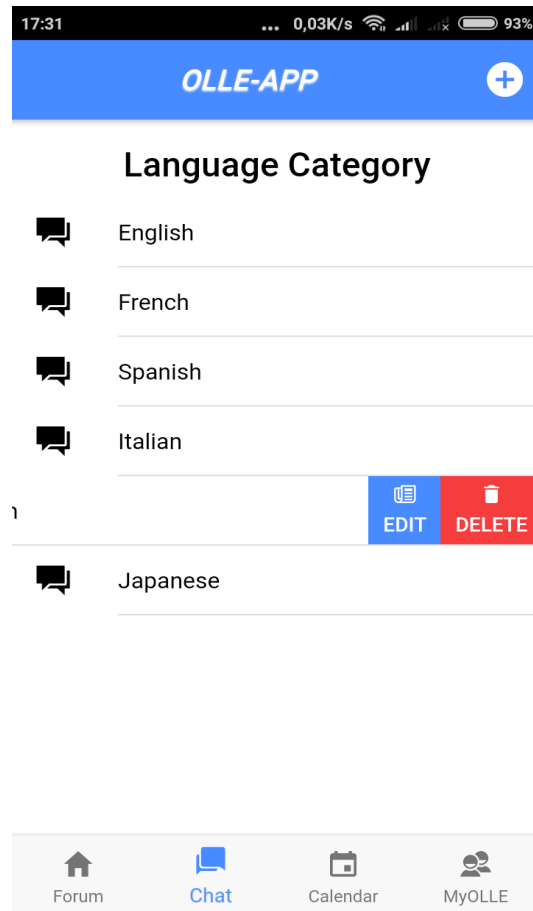 17:31 ... 0,03K/s 93%
OLLE-APP
Language Category
English
French
Spanish
Italian
EDIT DELETE
Japanese
Forum Chat Calendar MyOLLE